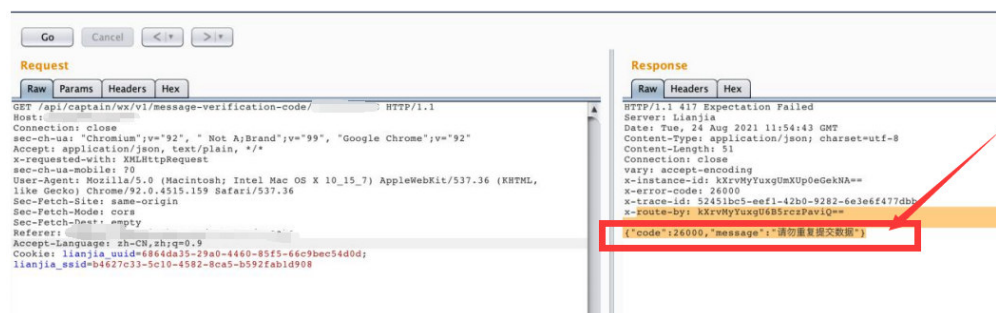 Go Cancel < > 
Request
Raw Params Headers Hex
GET /api/captain/wx/v1/message-verification-code/ HTTP/1.1
Host:
Connection: close
sec-ch-ua: "Chromium";v="92", " Not A;Brand";v="99", "Google Chrome";v="92"
Accept: application/json, text/plain, */*
x-requested-with: XMLHttpRequest
sec-ch-ua-mobile: ?0
User-Agent: Mozilla/5.0 (Macintosh; Intel Mac OS X 10_15_7) AppleWebKit/537.36 (KHTML,
like Gecko) Chrome/92.0.4515.159 Safari/537.36
Sec-Fetch-Site: same-origin
Sec-Fetch-Mode: cors
Sec-Fetch-Dest: empty
Referer:
Accept-Language: zh-CN,zh;q=0.9
Cookie: lianjia_uuid=6864da35-29a0-4460-85f5-66c9bec54d0d;
lianjia_ssid=b4627c33-5c10-4582-8ca5-b592fab1d908
Response
Raw Headers Hex
HTTP/1.1 417 Expectation Failed
Server: Lianjia
Date: Tue, 24 Aug 2021 11:54:43 GMT
Content-Type: application/json; charset=utf-8
Content-Length: 51
Connection: close
vary: accept-encoding
x-instance-id: kXrvMyYuxgUmXUp0eGekNA==
x-error-code: 26000
x-trace-id: 52451bc5-eef1-42b0-9282-6e3e6f477dbb
x-route-by: kXrvMyYuxgU6B5rczPaviQ==
{"code":26000,"message":"请勿重复提交数据"}